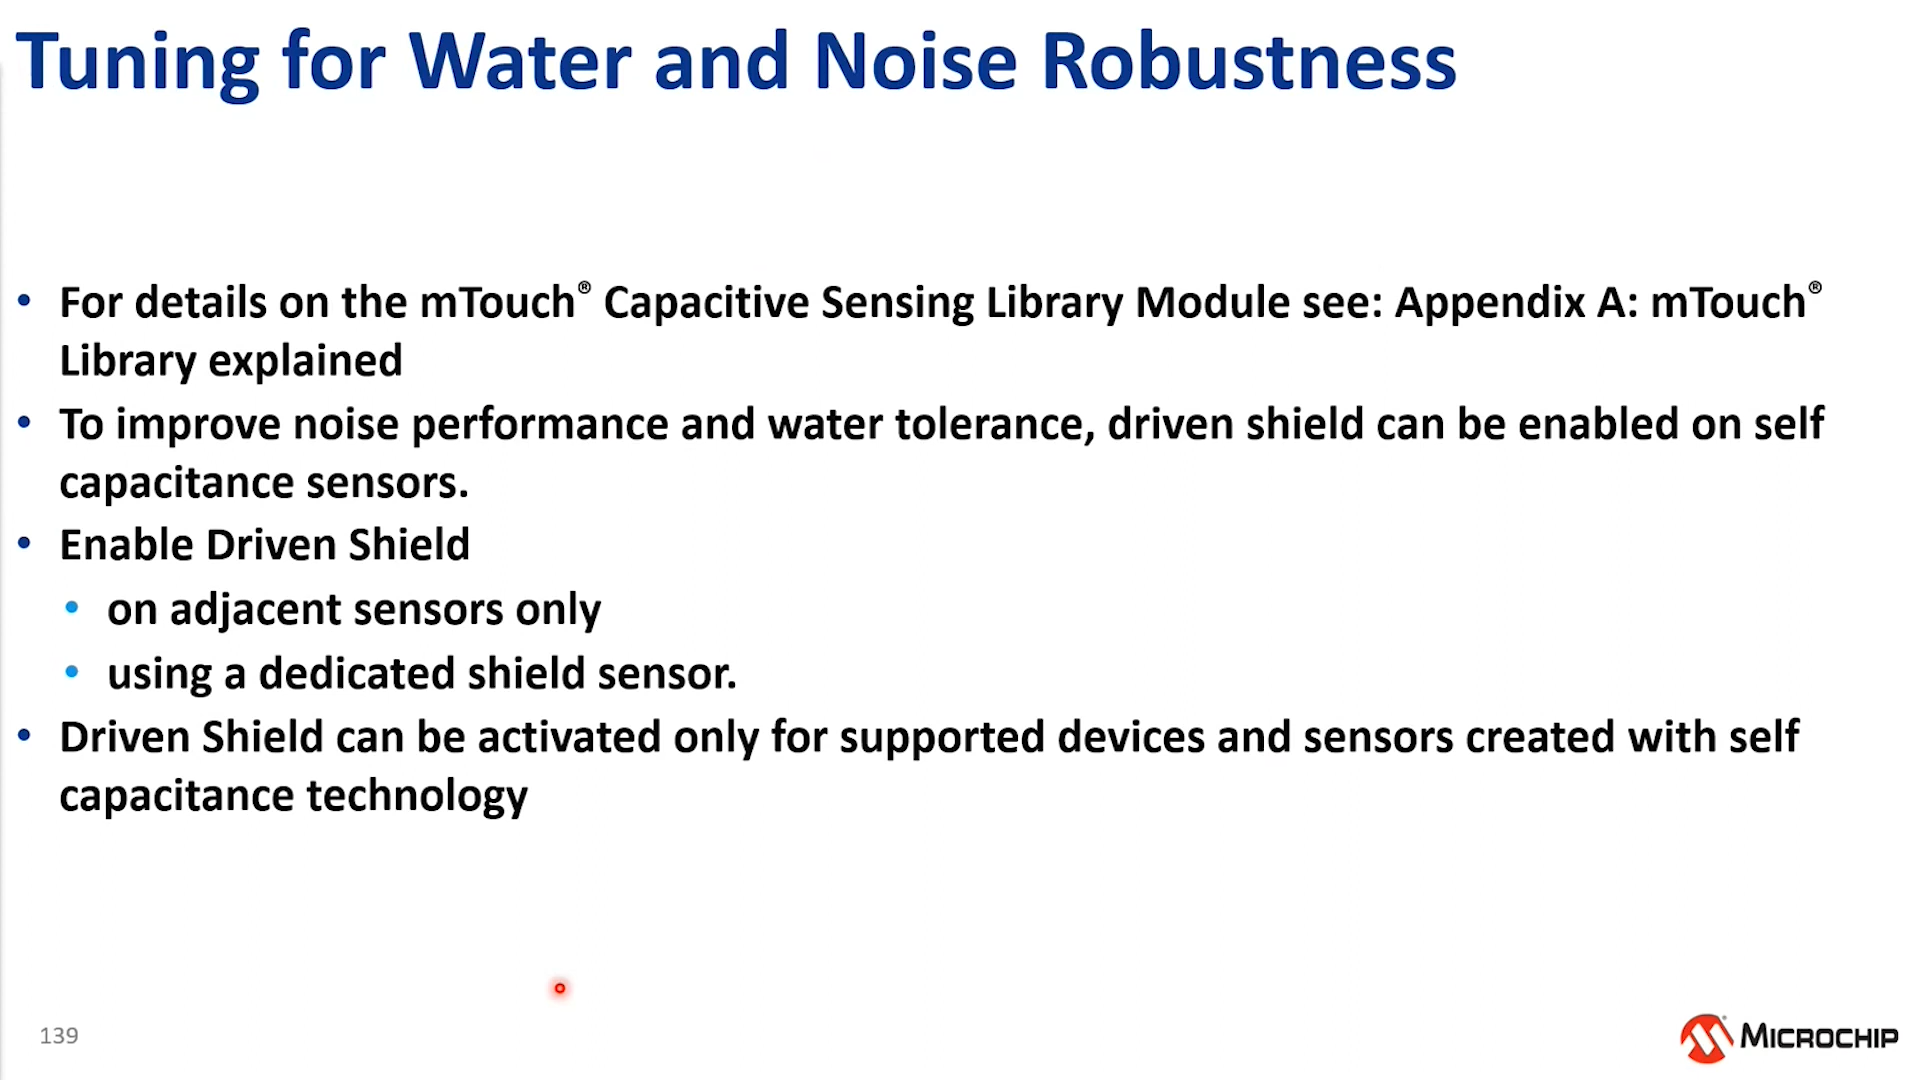 Tuning for Water and Noise Robustness
• For details on the mTouch® Capacitive Sensing Library Module see: Appendix A: mTouch®
Library explained
• To improve noise performance and water tolerance, driven shield can be enabled on self
capacitance sensors.
• Enable Driven Shield
• on adjacent sensors only
• using a dedicated shield sensor.
• Driven Shield can be activated only for supported devices and sensors created with self
capacitance technology
139
MICROCHIP